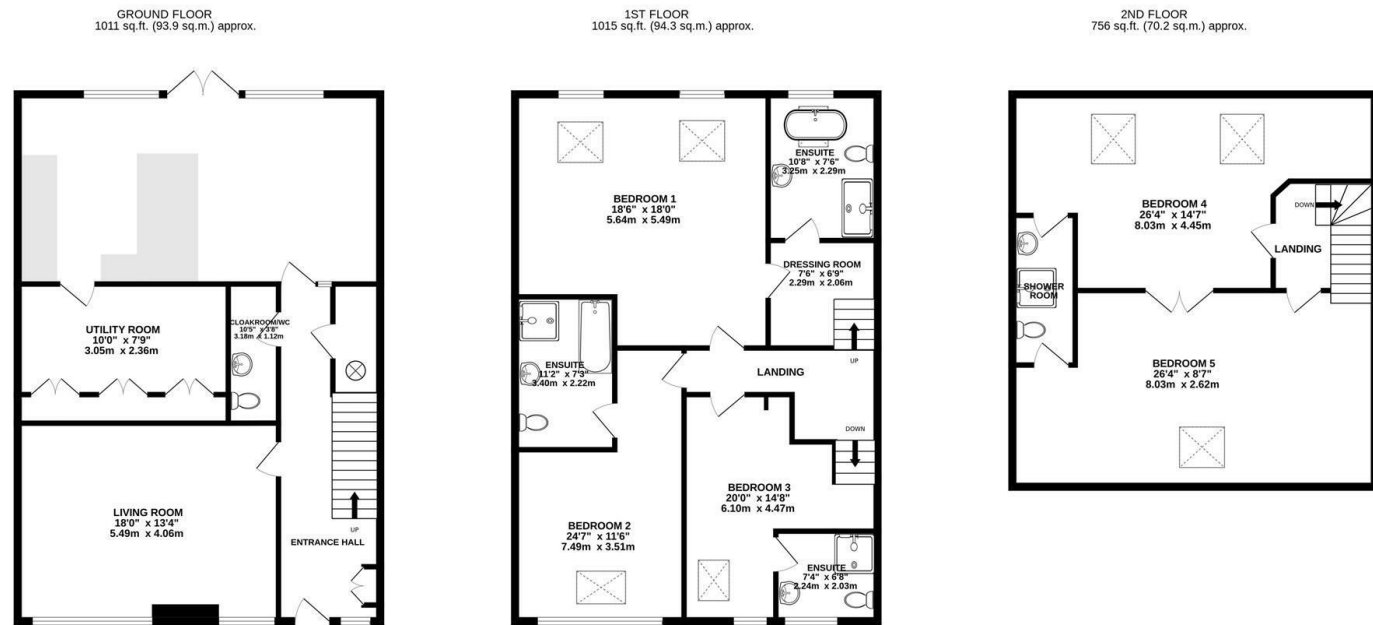 GROUND FLOOR
1011 sq.ft. (93.9 sq.m.) approx.
UTILITY ROOM
10'0" x 7'9"
3.05m x 2.36m
CLOAKROOM/WC
10'5" x 3'8"
3.18m x 1.12m
LIVING ROOM
18'0" x 13'4"
5.49m x 4.06m
UP
ENTRANCE HALL
1ST FLOOR
1015 sq.ft. (94.3 sq.m.) approx.
ENSUITE
10'8" x 7'6"
3.25m x 2.29m
BEDROOM 1
18'6" x 18'0"
5.64m x 5.49m
DRESSING ROOM
7'6" x 6'9"
2.29m x 2.06m
UP
ENSUITE
11'2" x 7'3"
3.40m x 2.22m
LANDING
DOWN
BEDROOM 3
20'0" x 14'8"
6.10m x 4.47m
BEDROOM 2
24'7" x 11'6"
7.49m x 3.51m
ENSUITE
7'4" x 6'8"
2.24m x 2.03m
2ND FLOOR
756 sq.ft. (70.2 sq.m.) approx.
BEDROOM 4
26'4" x 14'7"
8.03m x 4.45m
DOWN
LANDING
SHOWER
ROOM
BEDROOM 5
26'4" x 8'7"
8.03m x 2.62m